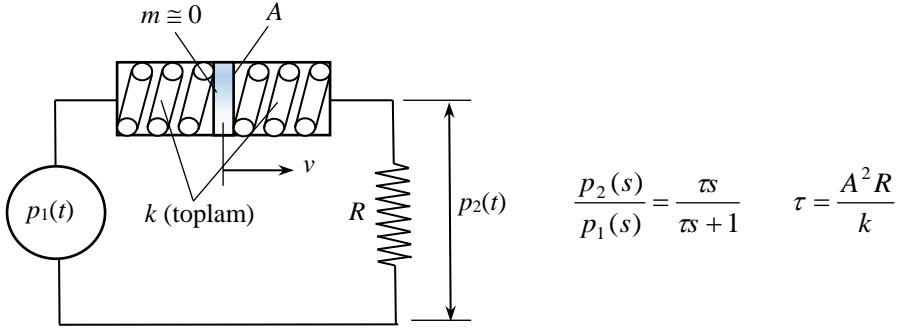 m ≅ 0 A
v
k (toplam)
p₁(t) R p₂(t)
p₂(s)/p₁(s) = τs/(τs + 1) τ = A²R/k